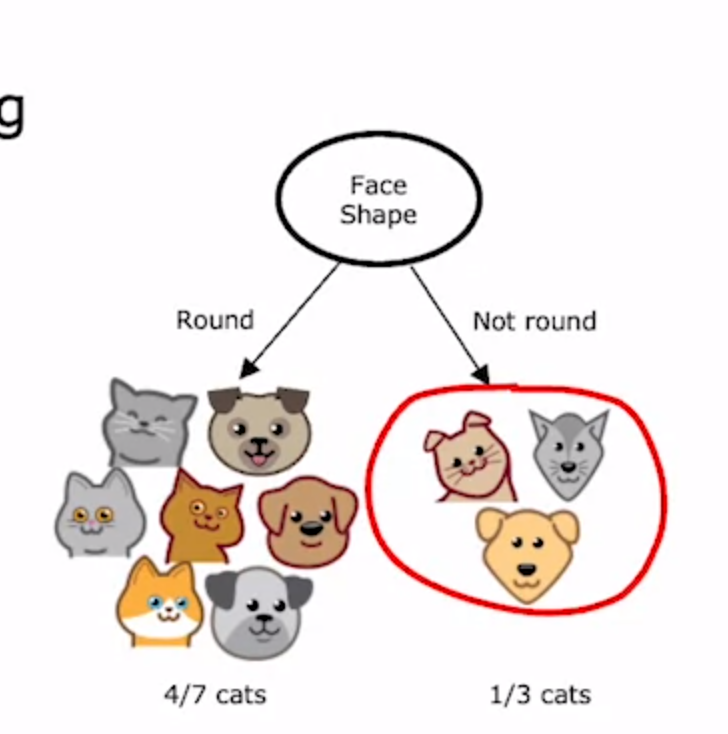 g
Face
Shape
Round
Not round
4/7 cats
1/3 cats